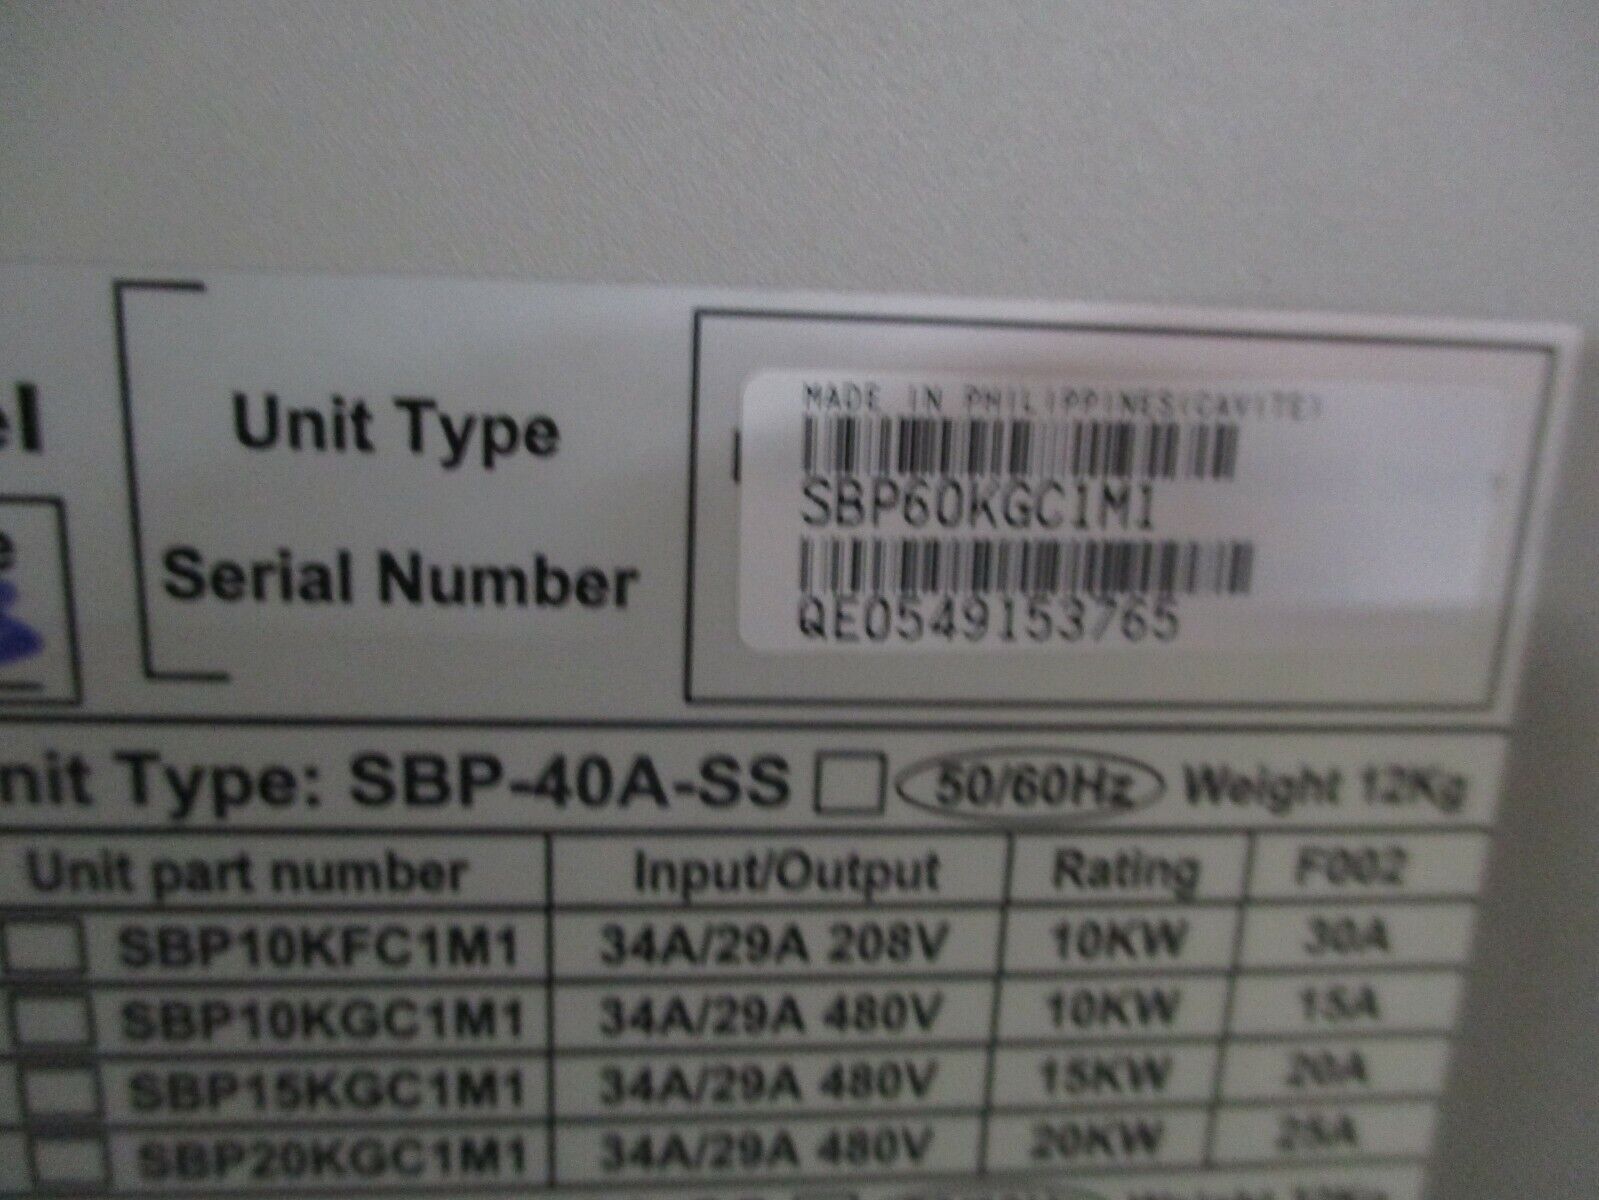 Unit Type
MADE IN PHILIPPINES(CAVITE)
SBP60KGC1M1
Serial Number
QE0549153765
nit Type: SBP-40A-SS 50/60Hz Weight 12Kg
Unit part number Input/Output Rating F002
SBP10KFC1M1 34A/29A 208V 10KW 30A
SBP10KGC1M1 34A/29A 480V 10KW 15A
SBP15KGC1M1 34A/29A 480V 15KW 20A
SBP20KGC1M1 34A/29A 480V 20KW 25A